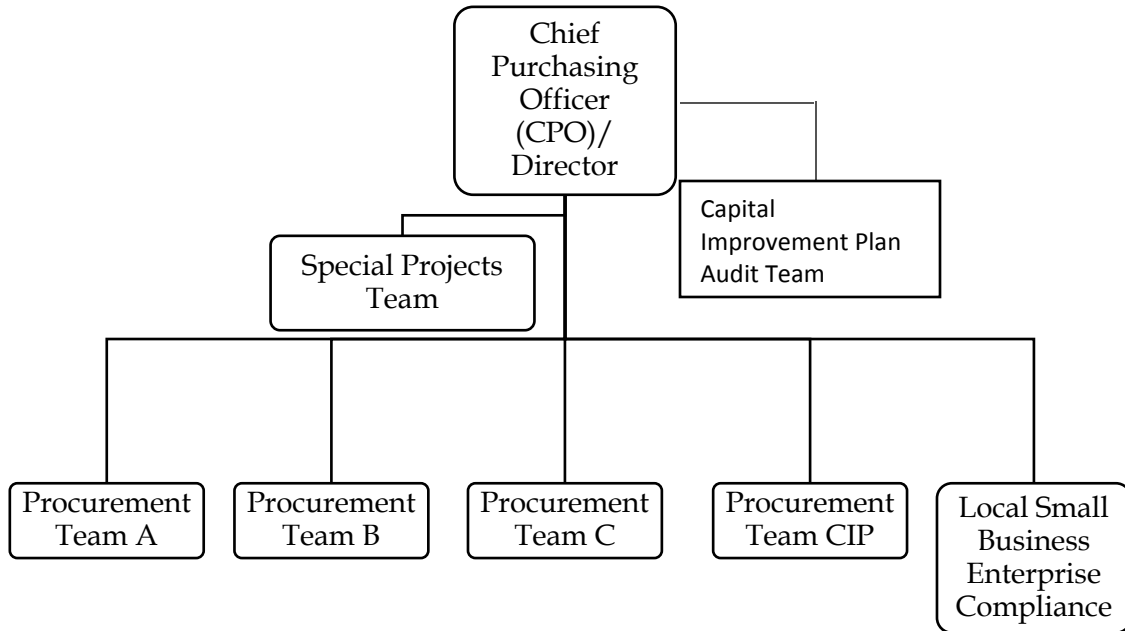 Chief
Purchasing
Officer
(CPO)/
Director
Capital
Improvement Plan
Audit Team
Special Projects
Team
Procurement
Team A
Procurement
Team B
Procurement
Team C
Procurement
Team CIP
Local Small
Business
Enterprise
Compliance